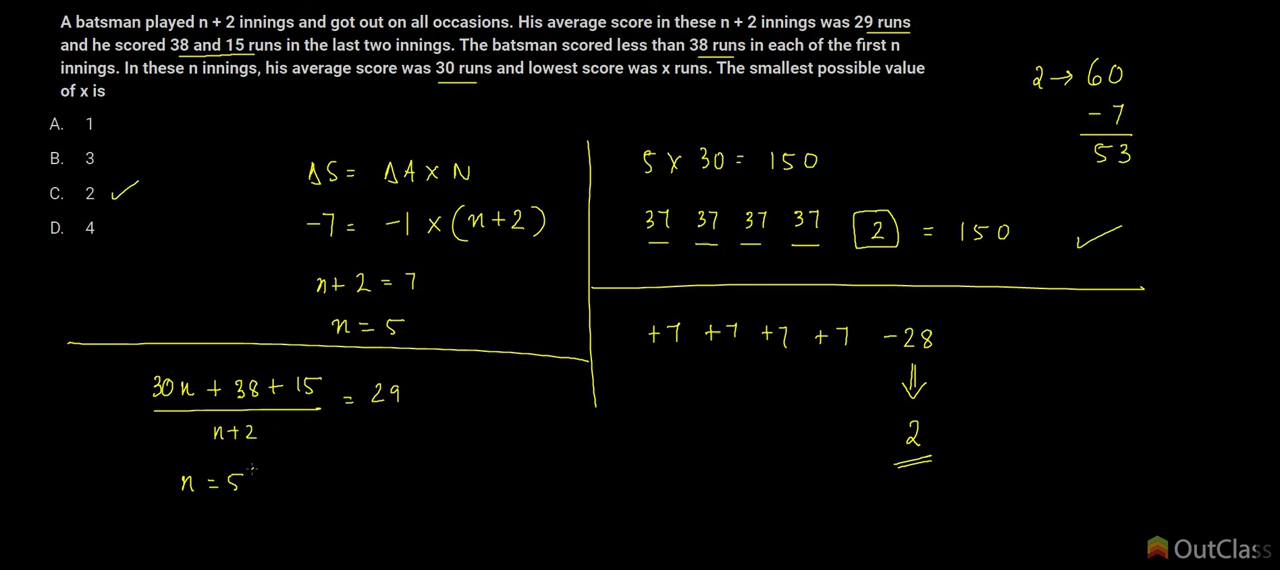 A batsman played n + 2 innings and got out on all occasions. His average score in these n + 2 innings was 29 runs
and he scored 38 and 15 runs in the last two innings. The batsman scored less than 38 runs in each of the first n
innings. In these n innings, his average score was 30 runs and lowest score was x runs. The smallest possible value
of x is
A. 1
B. 3
C. 2 ✓
D. 4
ΔS = ΔA × N
-7 = -1 × (n+2)
n+ 2 = 7
n = 5
30n + 38 + 15 = 29
n+2
n = 5
2 → 60
- 7
53
5 × 30 = 150
37 37 37 37 2 = 150 ✓
+7 +7 +7 +7 -28
⇓
2
OutClass